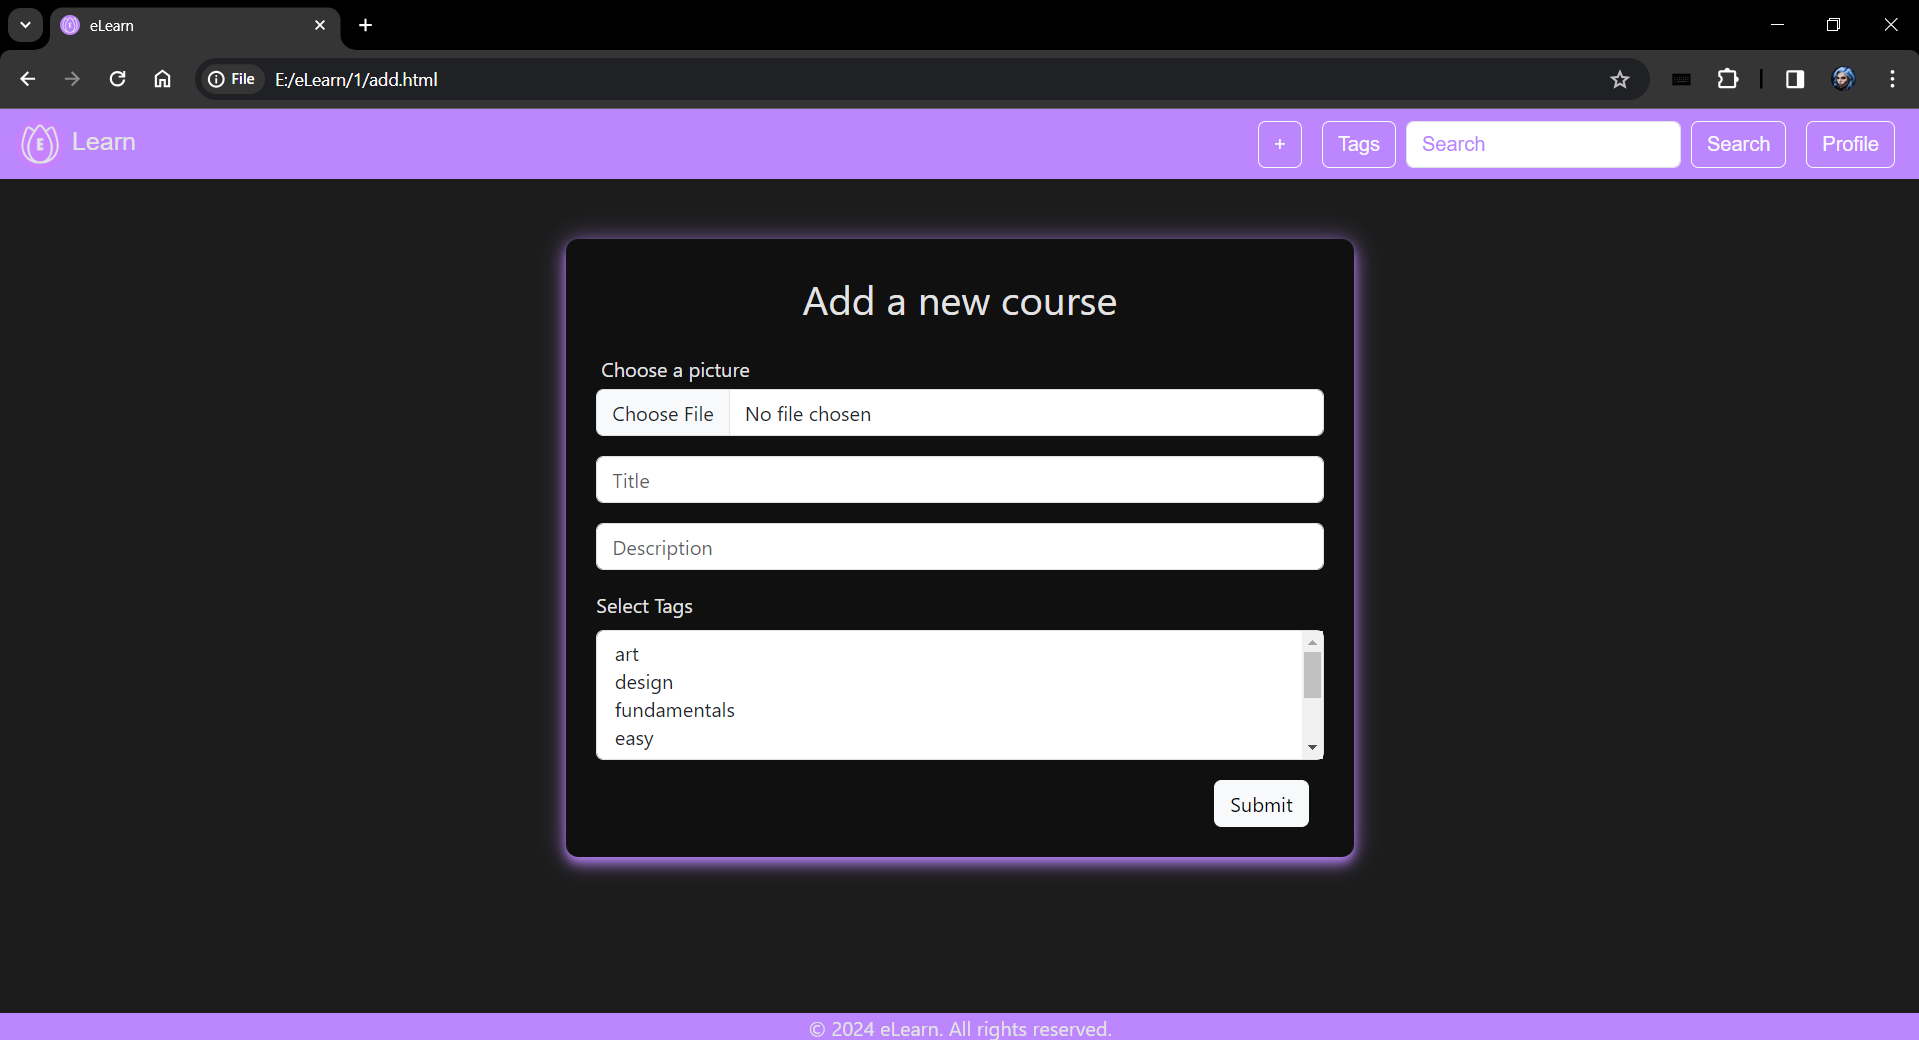 eLearn
File E:/eLearn/1/add.html
E Learn + Tags Search Search Profile
Add a new course
Choose a picture
Choose File No file chosen
Title
Description
Select Tags
art
design
fundamentals
easy
Submit
© 2024 eLearn. All rights reserved.